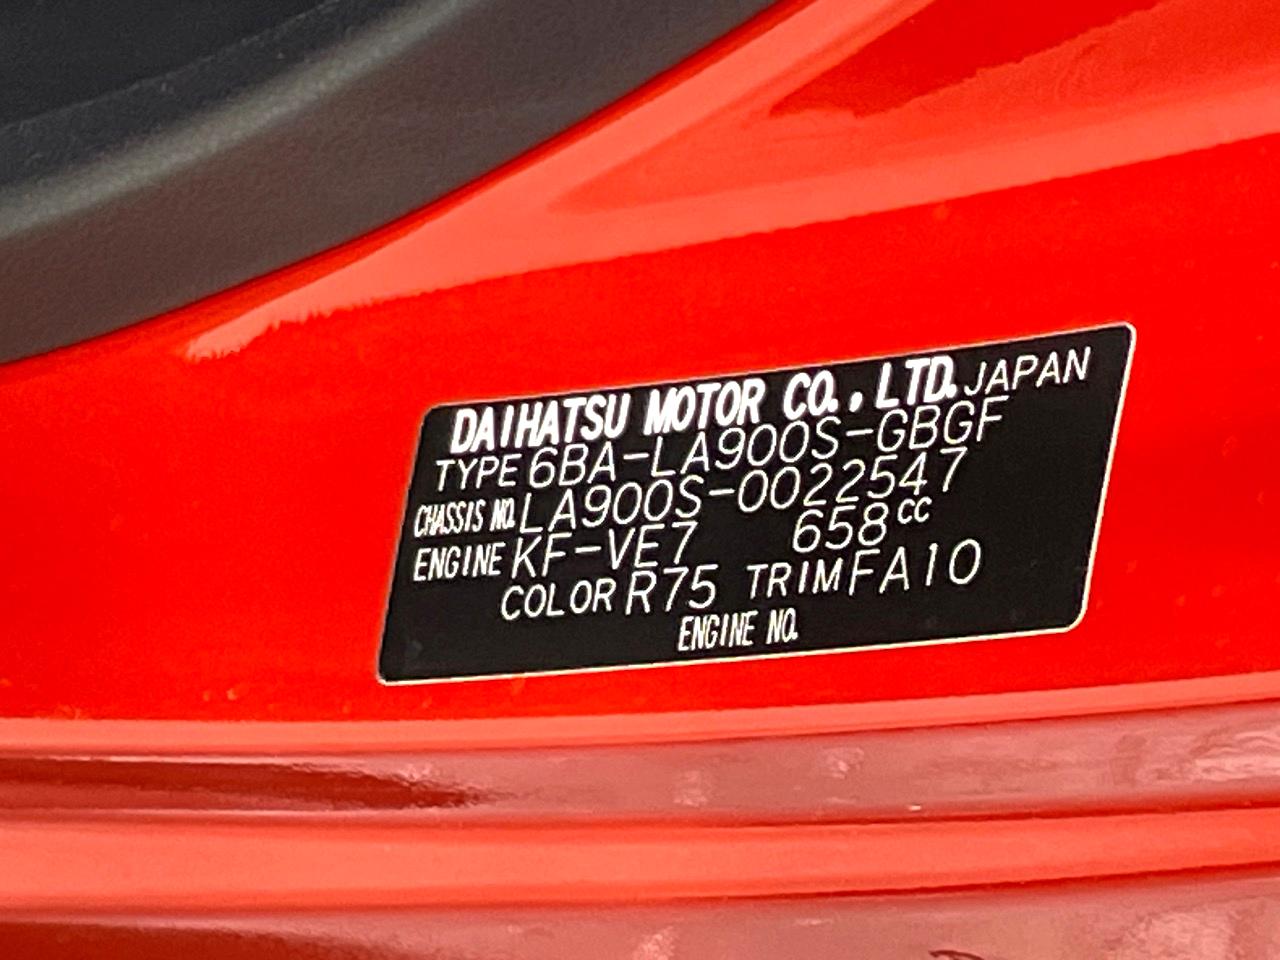 DAIHATSU MOTOR CO., LTD. JAPAN
TYPE 6BA-LA900S-GBGF
CHASSIS NO. LA900S-0022547
ENGINE KF-VE7 658cc
COLOR R75 TRIM FA10
ENGINE NO.